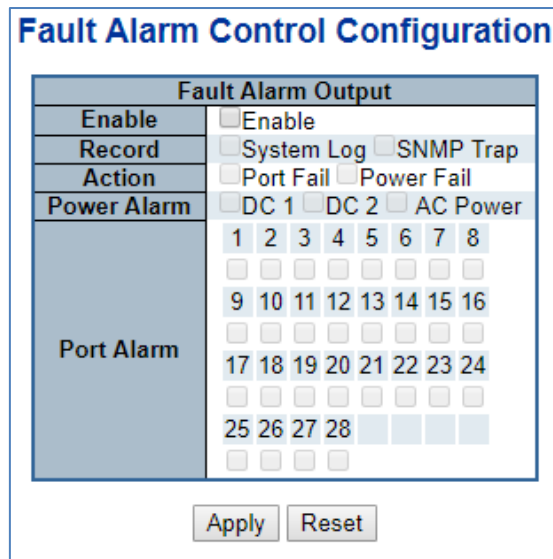 Fault Alarm Control Configuration
Fault Alarm Output
Enable Enable
Record System Log SNMP Trap
Action Port Fail Power Fail
Power Alarm DC 1 DC 2 AC Power
1 2 3 4 5 6 7 8
9 10 11 12 13 14 15 16
Port Alarm
17 18 19 20 21 22 23 24
25 26 27 28
Apply Reset